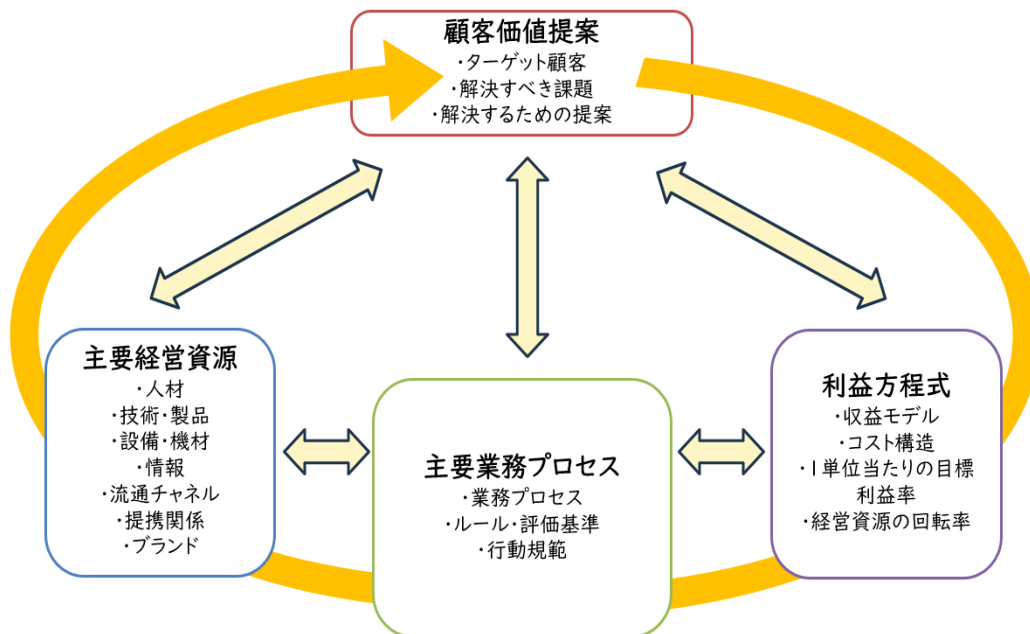 顧客価値提案
・ターゲット顧客
・解決すべき課題
・解決するための提案
主要経営資源
・人材
・技術・製品
・設備・機材
・情報
・流通チャネル
・提携関係
・ブランド
主要業務プロセス
・業務プロセス
・ルール・評価基準
・行動規範
利益方程式
・収益モデル
・コスト構造
・1単位当たりの目標
利益率
・経営資源の回転率